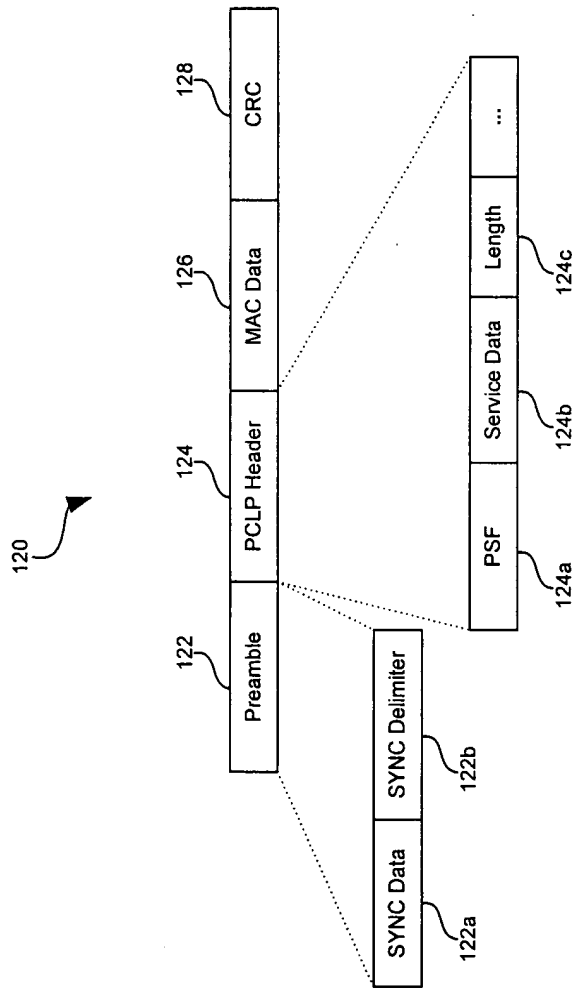 120
122
124
126
128
Preamble
PCLP Header
MAC Data
CRC
SYNC Data
SYNC Delimiter
122a
122b
PSF
Service Data
Length
...
124a
124b
124c